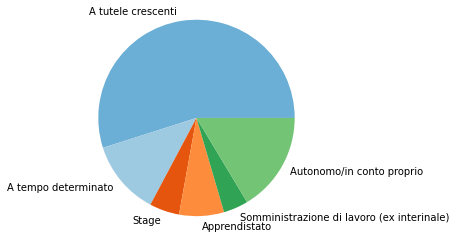 A tutele crescenti
A tempo determinato
Stage
Apprendistato
Somministrazione di lavoro (ex interinale)
Autonomo/in conto proprio